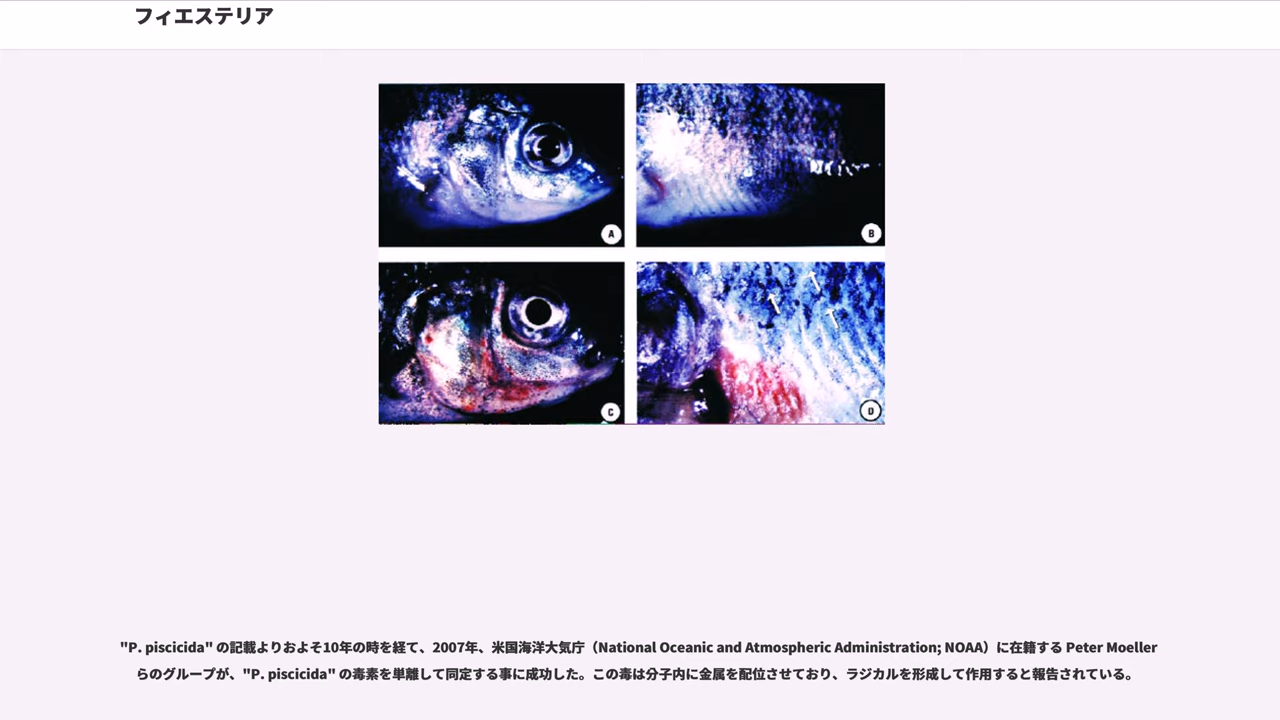 フィエステリア
A
B
C
D
"P. piscicida" の記載よりおよそ10年の時を経て、2007年、米国海洋大気庁（National Oceanic and Atmospheric Administration; NOAA）に在籍する Peter Moeller
らのグループが、"P. piscicida" の毒素を単離して同定する事に成功した。この毒は分子内に金属を配位させており、ラジカルを形成して作用すると報告されている。